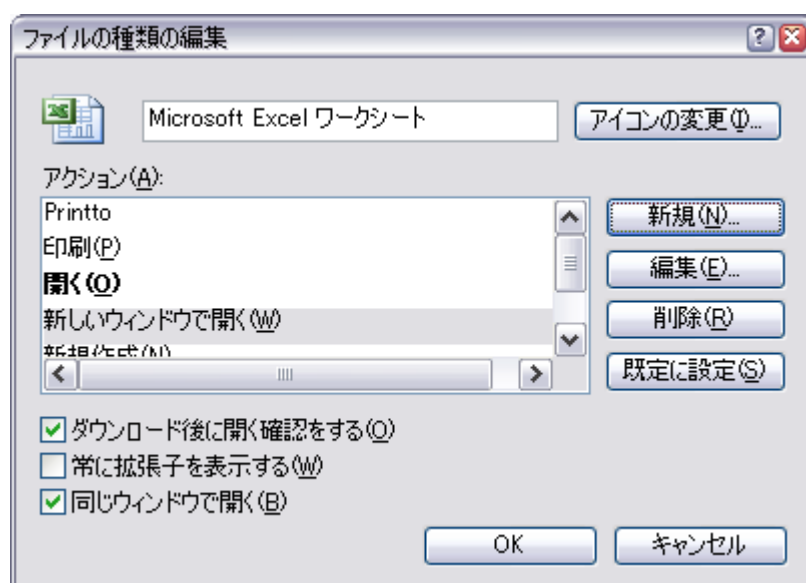 ファイルの種類の編集
Microsoft Excel ワークシート
アイコンの変更(I)...
アクション(A):
Printto
印刷(P)
開く(O)
新しいウィンドウで開く(W)
新規作成(N)
新規(N)...
編集(E)...
削除(R)
既定に設定(S)
ダウンロード後に開く確認をする(O)
常に拡張子を表示する(W)
同じウィンドウで開く(B)
OK
キャンセル